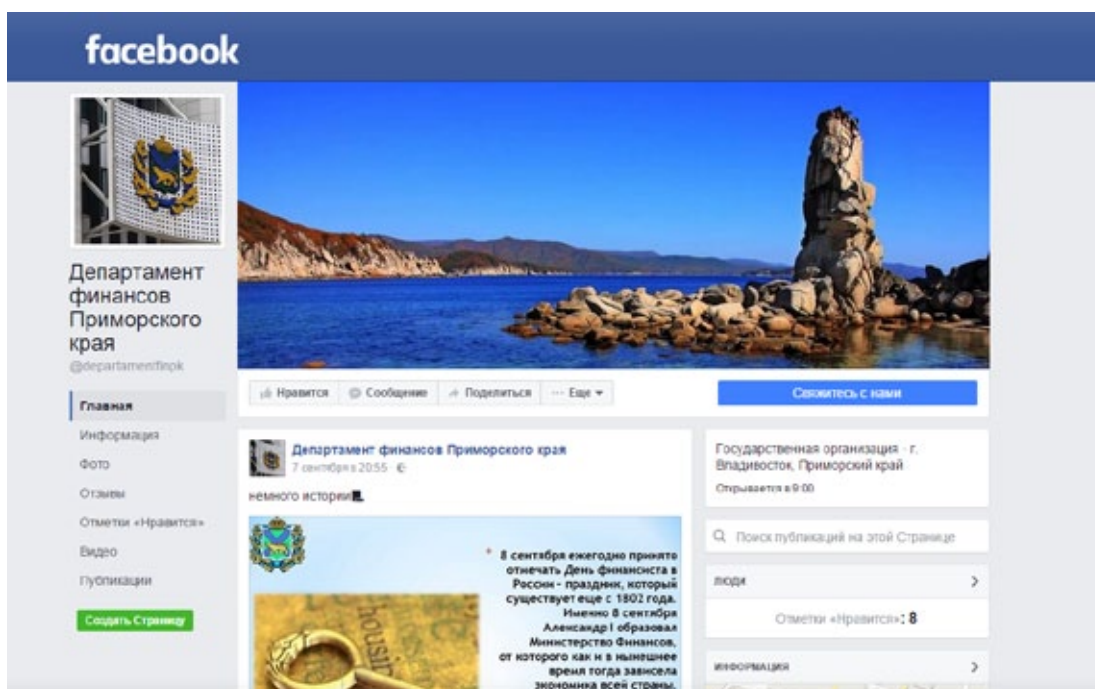 facebook
Департамент
финансов
Приморского
края
@departamentfinpk
Главная
Информация
Фото
Отзывы
Отметки «Нравится»
Видео
Публикации
Создать Страницу
Нравится
Сообщение
Поделиться
Еще
Свяжитесь с нами
Департамент финансов Приморского края
7 сентября в 20:55
немного истории
* 8 сентября ежегодно принято
отмечать День финансиста в
России - праздник, который
существует еще с 1802 года.
Именно 8 сентября
Александр I образовал
Министерство Финансов,
от которого как и в нынешнее
время тогда зависела
экономика всей страны.
housin
Государственная организация · г.
Владивосток, Приморский край
Открывается в 9:00
Поиск публикаций на этой Странице
ЛЮДИ
Отметки «Нравится»: 8
ИНФОРМАЦИЯ